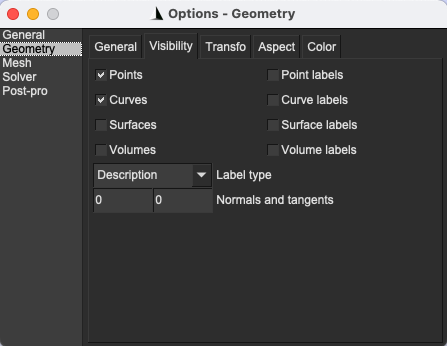 Options - Geometry
General
Geometry
Mesh
Solver
Post-pro
General Visibility Transfo Aspect Color
Points Point labels
Curves Curve labels
Surfaces Surface labels
Volumes Volume labels
Description Label type
0 0 Normals and tangents